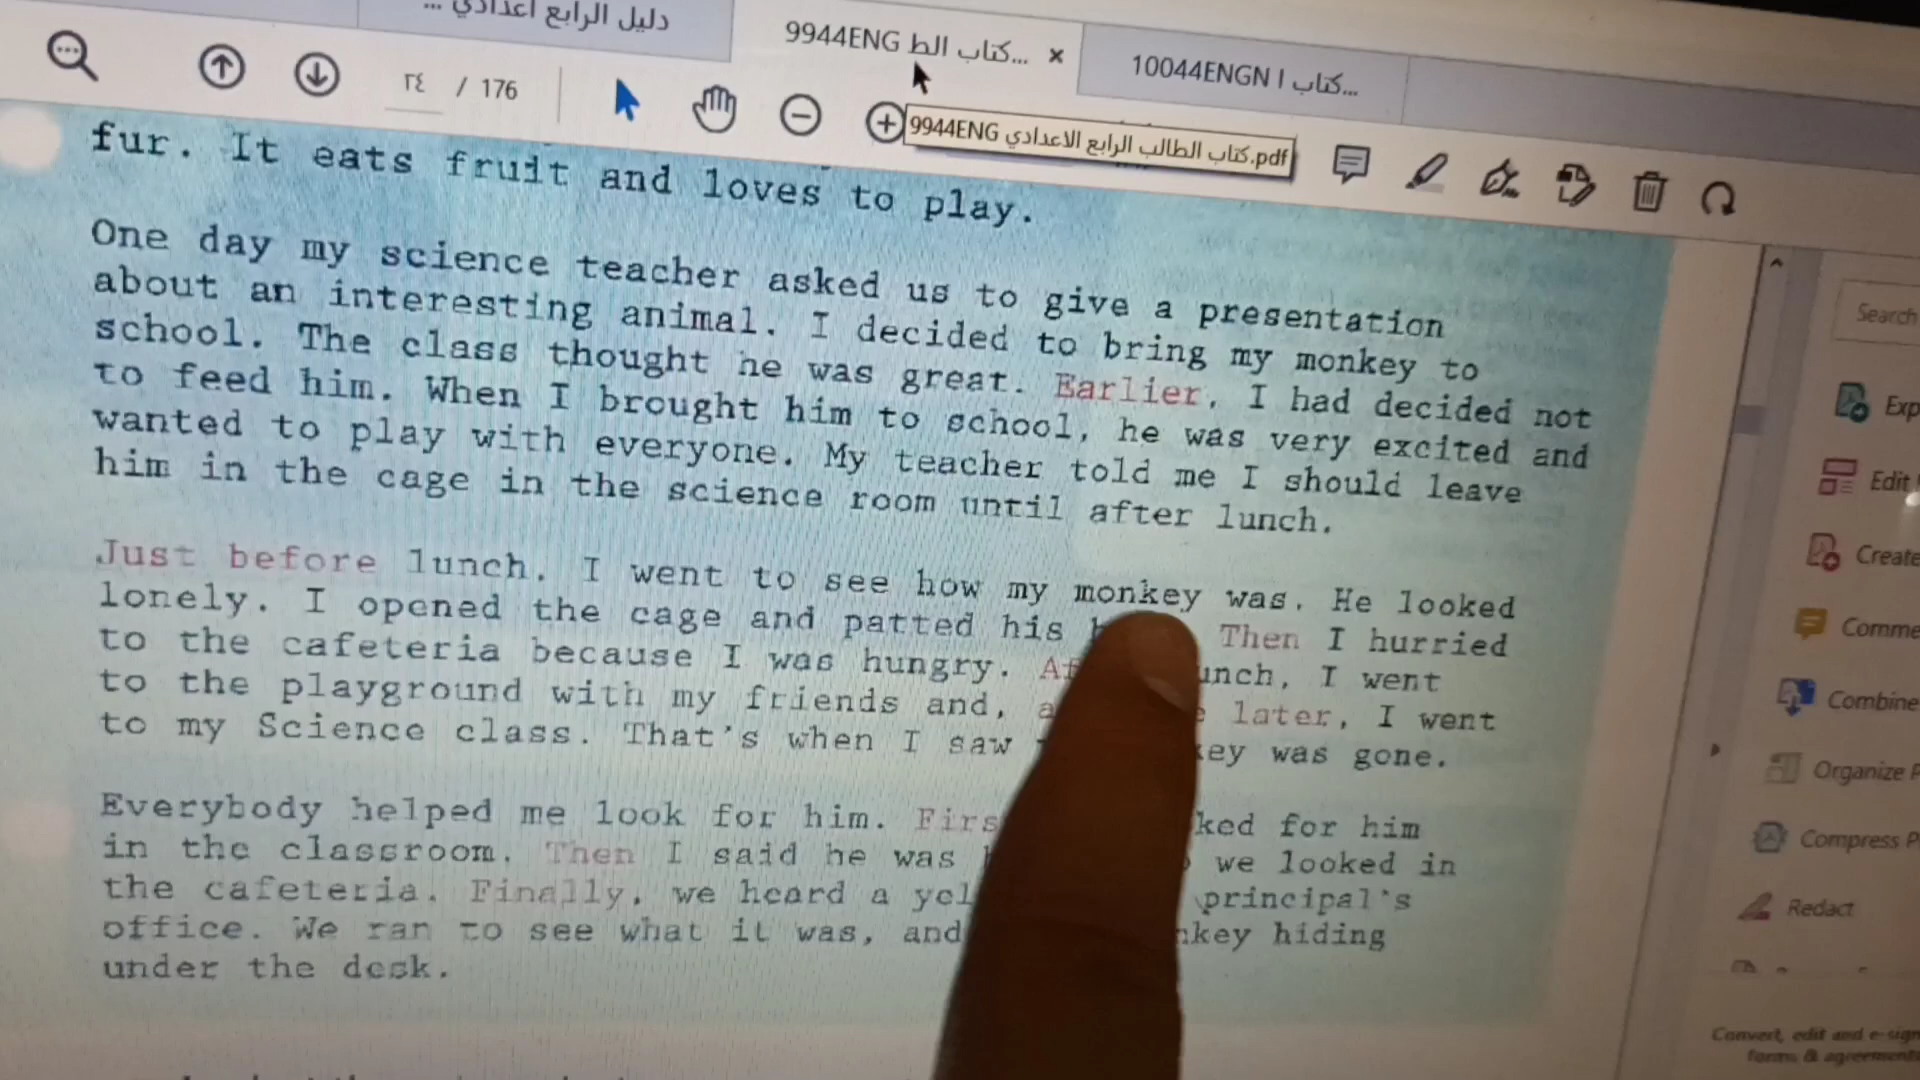 دليل الرابع اعدادي ...
9944ENG كتاب الط...
10044ENGN كتاب ا...
٢٤ / 176
9944ENG كتاب الطالب الرابع الاعدادي.pdf
fur. It eats fruit and loves to play.
One day my science teacher asked us to give a presentation
about an interesting animal. I decided to bring my monkey to
school. The class thought he was great. Earlier, I had decided not
to feed him. When I brought him to school, he was very excited and
wanted to play with everyone. My teacher told me I should leave
him in the cage in the science room until after lunch.
Just before lunch, I went to see how my monkey was. He looked
lonely. I opened the cage and patted his Then I hurried
to the cafeteria because I was hungry. I went
to the playground with my friends and, later, I went
to my Science class. That's when I saw was gone.
Everybody helped me look for him. for him
in the classroom. Then I said he was we looked in
the cafeteria. Finally, we heard a principal's
office. We ran to see what it was, and hiding
under the desk.
Search
Exp
Edit
Create
Comme
Combine
Organize P
Compress P
Redact
Convert, edit and e-sign
forms & agreements